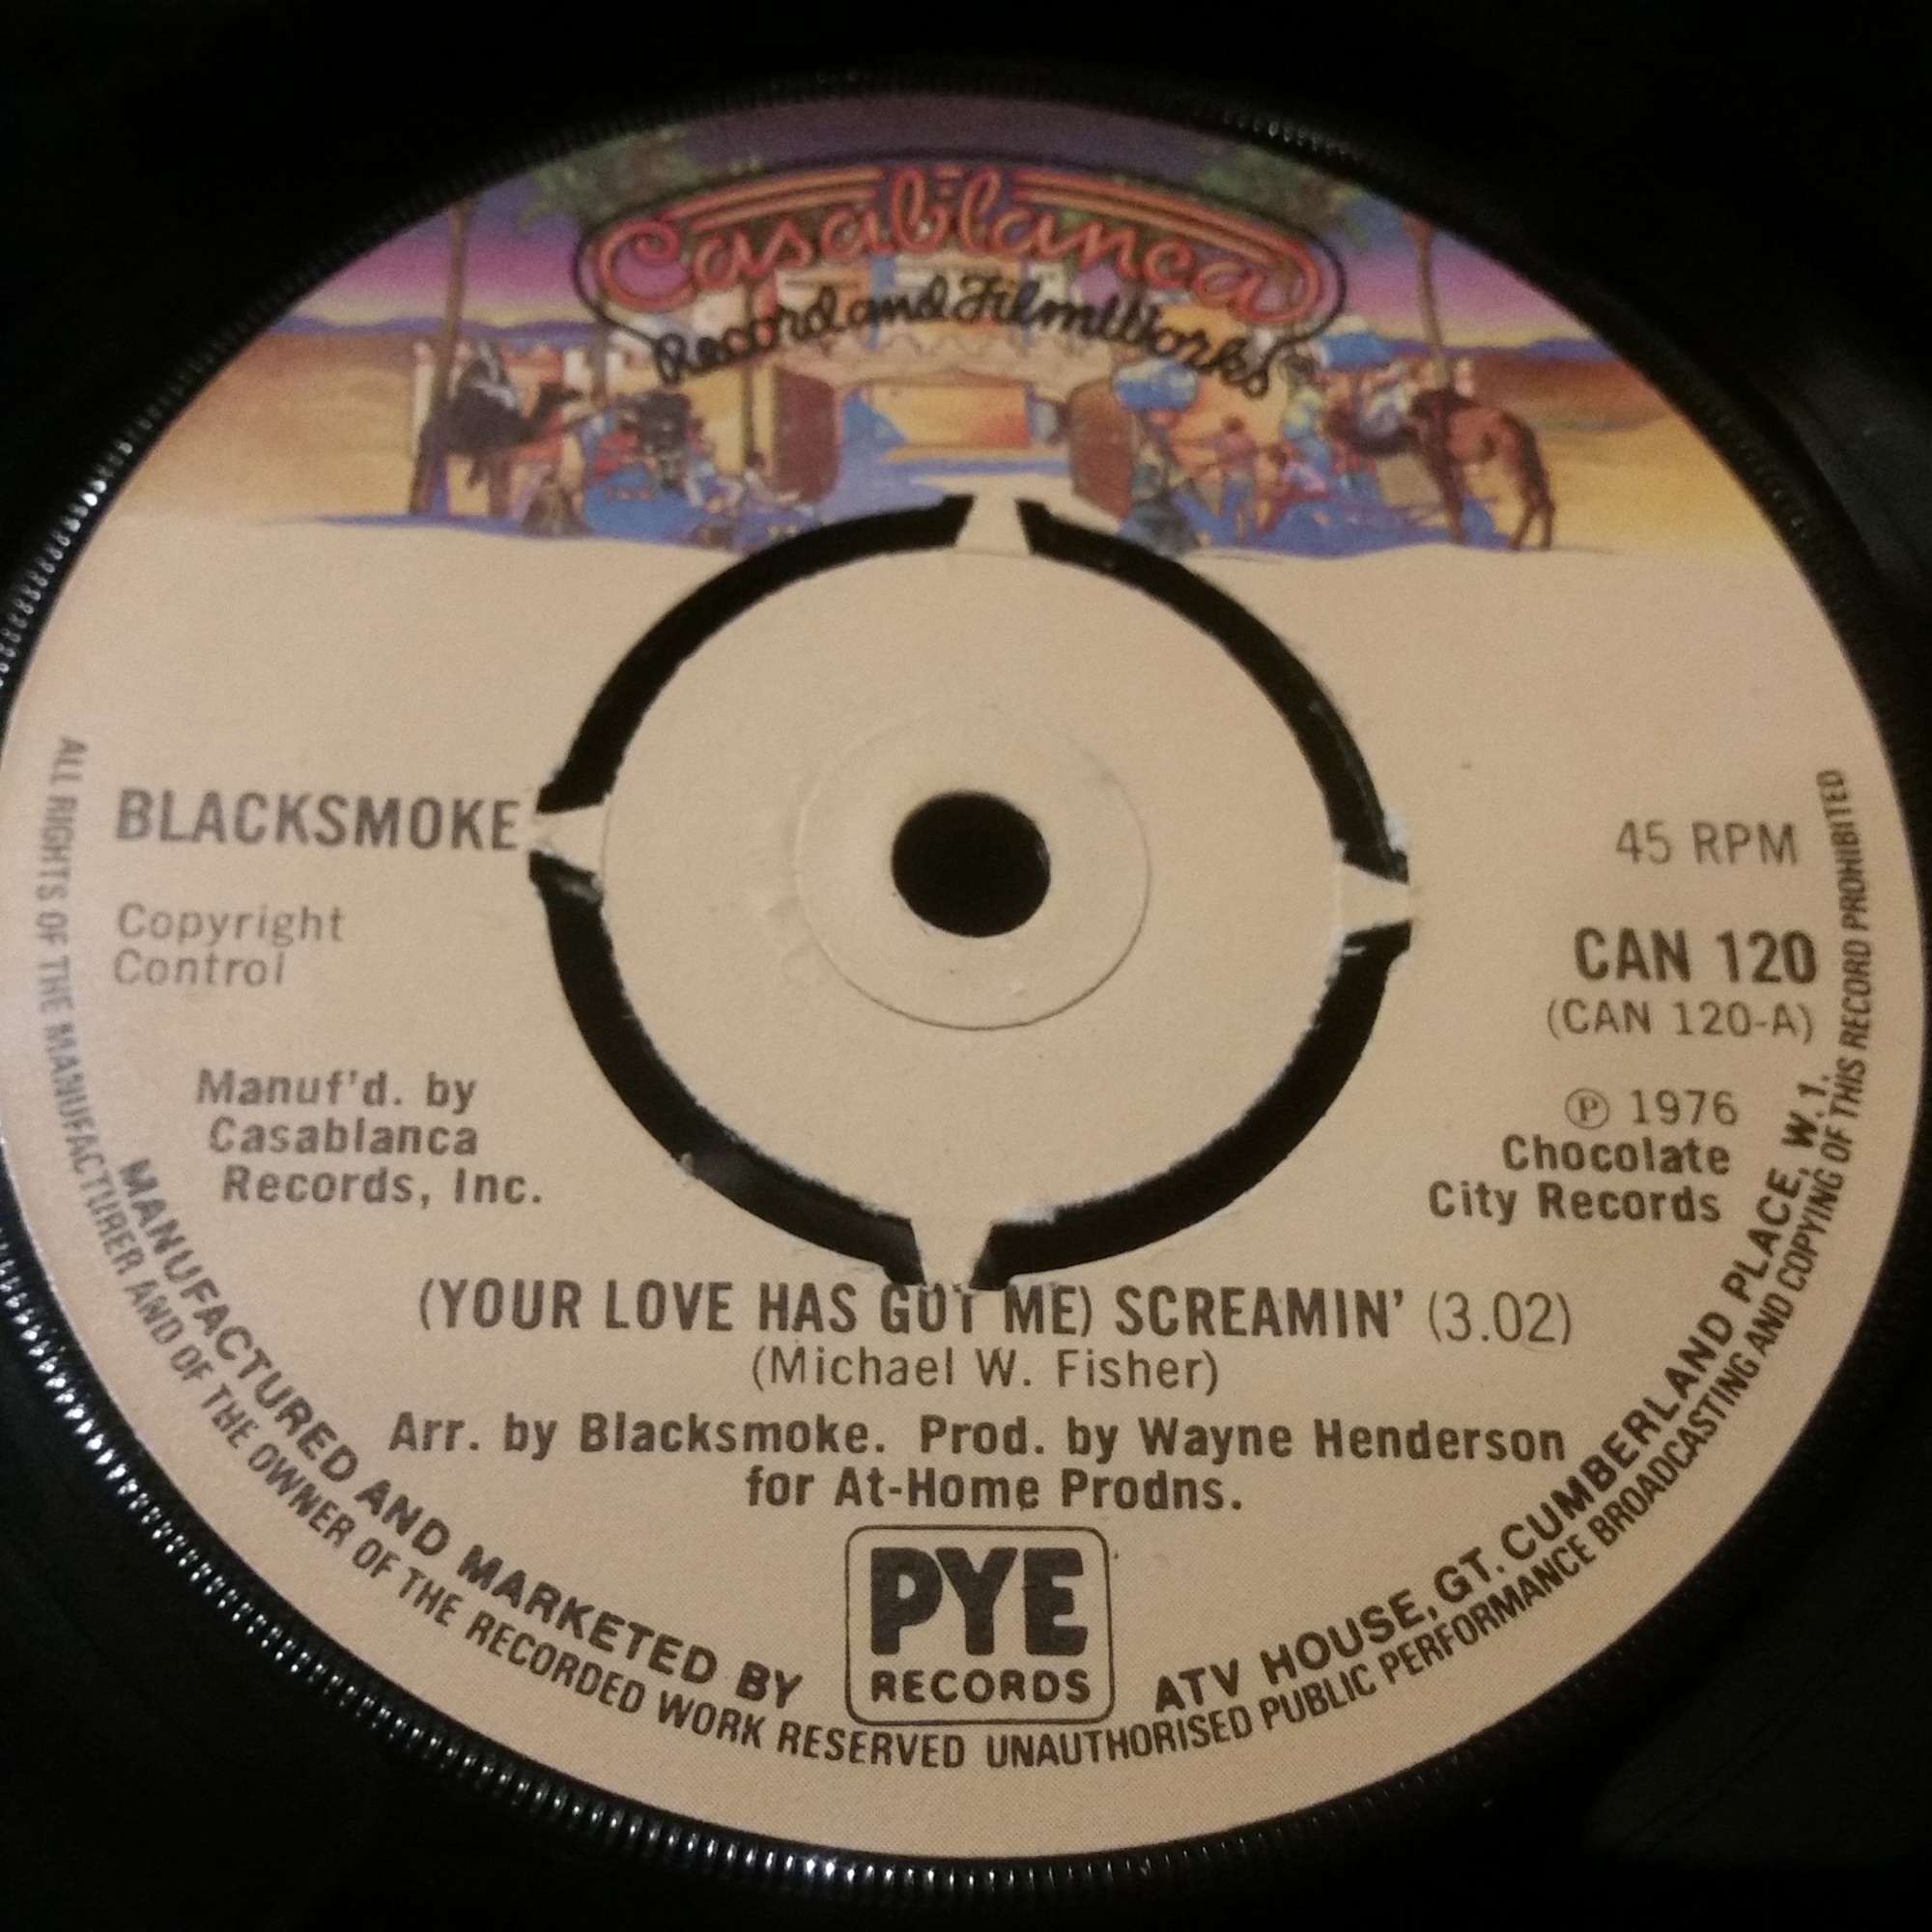 Casablanca
Record and FilmWorks
BLACKSMOKE
Copyright
Control
Manuf'd. by
Casablanca
Records, Inc.
45 RPM
CAN 120
(CAN 120-A)
Ⓟ 1976
Chocolate
City Records
(YOUR LOVE HAS GOT ME) SCREAMIN' (3.02)
(Michael W. Fisher)
Arr. by Blacksmoke. Prod. by Wayne Henderson
for At-Home Prodns.
PYE
RECORDS
MANUFACTURED AND MARKETED BY
ATV HOUSE, GT. CUMBERLAND PLACE, W.1.
ALL RIGHTS OF THE MANUFACTURER AND OF THE OWNER OF THE RECORDED WORK RESERVED UNAUTHORISED PUBLIC PERFORMANCE BROADCASTING AND COPYING OF THIS RECORD PROHIBITED